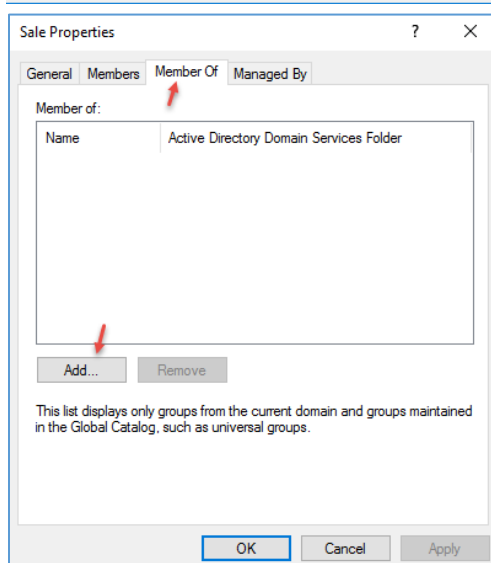 Sale Properties ? X
General Members Member Of Managed By
Member of:
Name Active Directory Domain Services Folder
Add... Remove
This list displays only groups from the current domain and groups maintained
in the Global Catalog, such as universal groups.
OK Cancel Apply